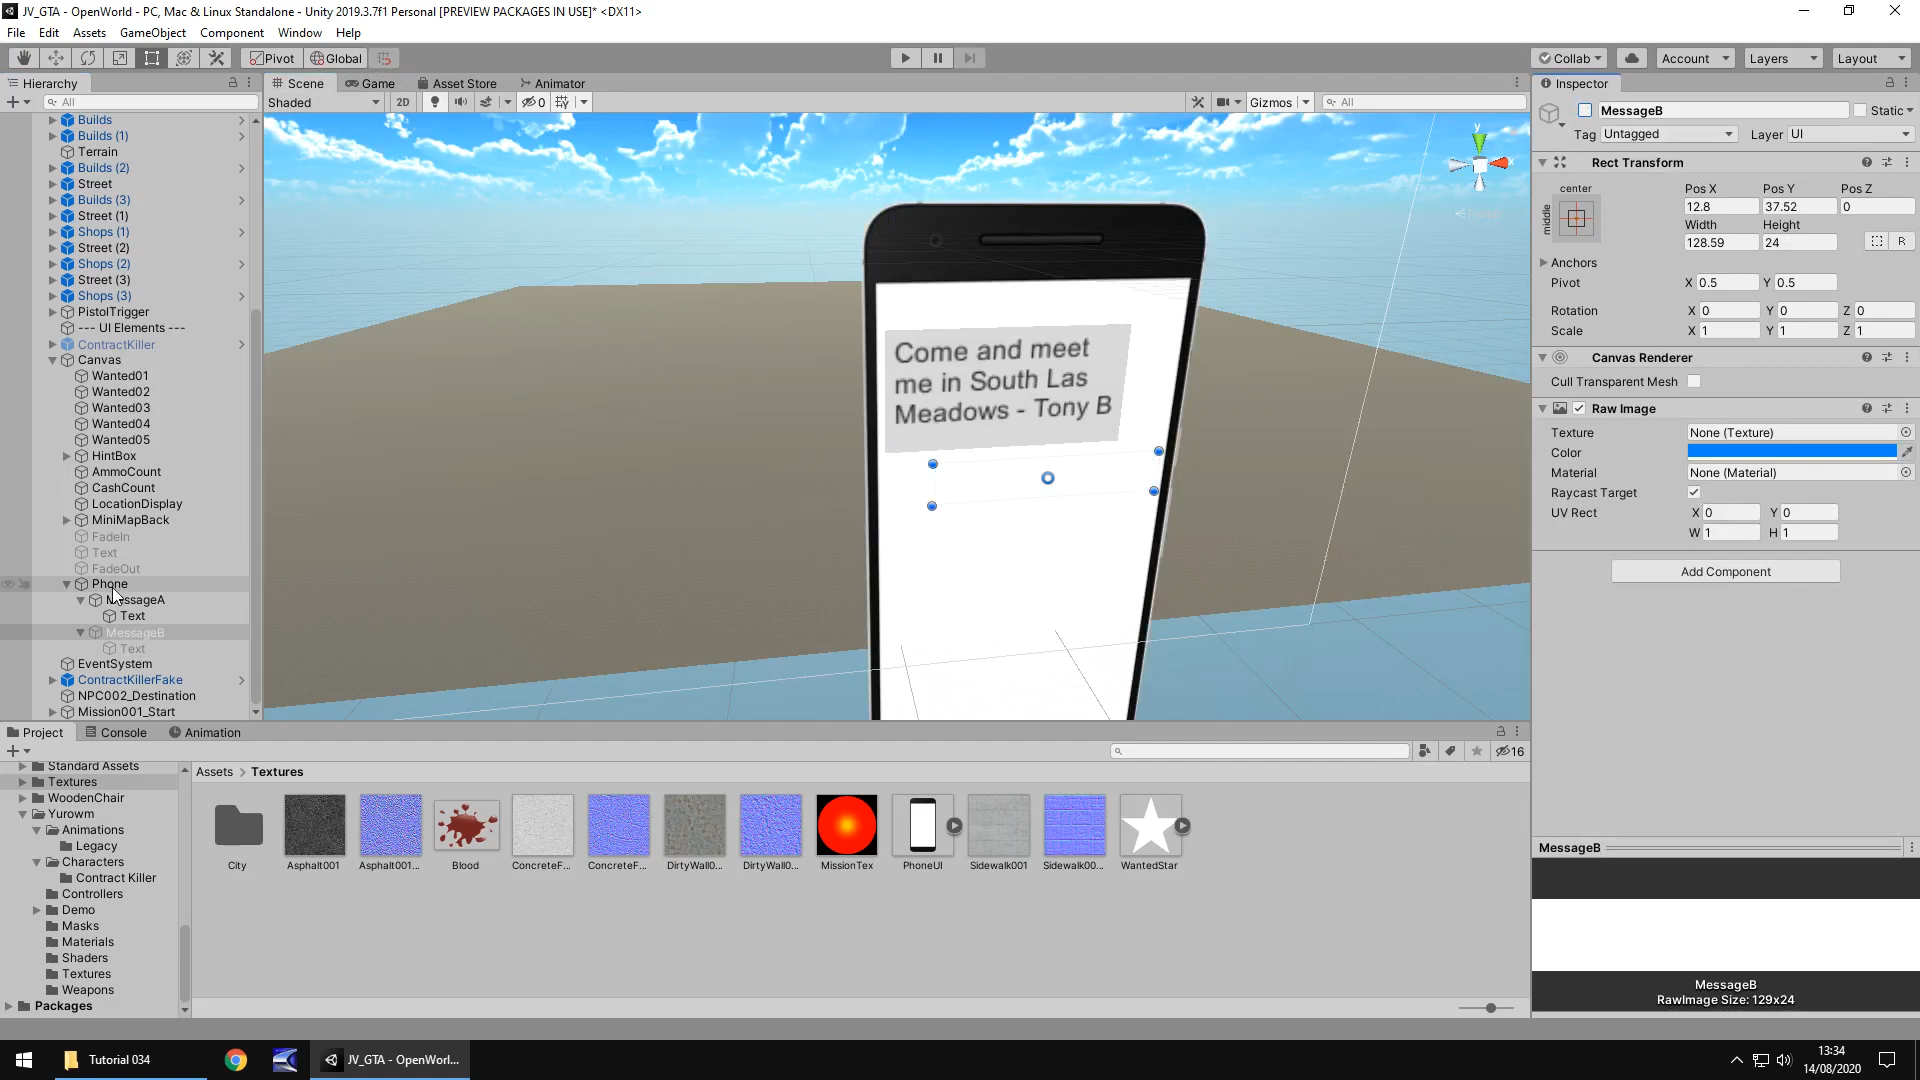 JV_GTA - OpenWorld - PC, Mac & Linux Standalone - Unity 2019.3.7f1 Personal [PREVIEW PACKAGES IN USE]* <DX11>
File Edit Assets GameObject Component Window Help
Pivot Global Collab Account Layers Layout
Hierarchy Scene Game Asset Store Animator Inspector
All Shaded 2D 0 Gizmos All
MessageB Static
Tag Untagged Layer UI
Builds
Builds (1)
Terrain
Builds (2)
Street
Builds (3)
Street (1)
Shops (1)
Street (2)
Shops (2)
Street (3)
Shops (3)
PistolTrigger
--- UI Elements ---
ContractKiller
Canvas
Wanted01
Wanted02
Wanted03
Wanted04
Wanted05
HintBox
AmmoCount
CashCount
LocationDisplay
MiniMapBack
FadeIn
Text
FadeOut
Phone
MessageA
Text
MessageB
Text
EventSystem
ContractKillerFake
NPC002_Destination
Mission001_Start
y
Persp
Come and meet
me in South Las
Meadows - Tony B
Rect Transform
center
middle
Pos X Pos Y Pos Z
12.8 37.52 0
Width Height
128.59 24
R
Anchors
Pivot X 0.5 Y 0.5
Rotation X 0 Y 0 Z 0
Scale X 1 Y 1 Z 1
Canvas Renderer
Cull Transparent Mesh
Raw Image
Texture None (Texture)
Color
Material None (Material)
Raycast Target
UV Rect X 0 Y 0
W 1 H 1
Add Component
Project Console Animation
16
Standard Assets
Textures
WoodenChair
Yurowm
Animations
Legacy
Characters
Contract Killer
Controllers
Demo
Masks
Materials
Shaders
Textures
Weapons
Packages
Assets > Textures
City Asphalt001 Asphalt001... Blood ConcreteF... ConcreteF... DirtyWall0... DirtyWall0... MissionTex PhoneUI Sidewalk001 Sidewalk00... WantedStar
MessageB
MessageB
RawImage Size: 129x24
Tutorial 034
JV_GTA - OpenWorl...
13:34
14/08/2020